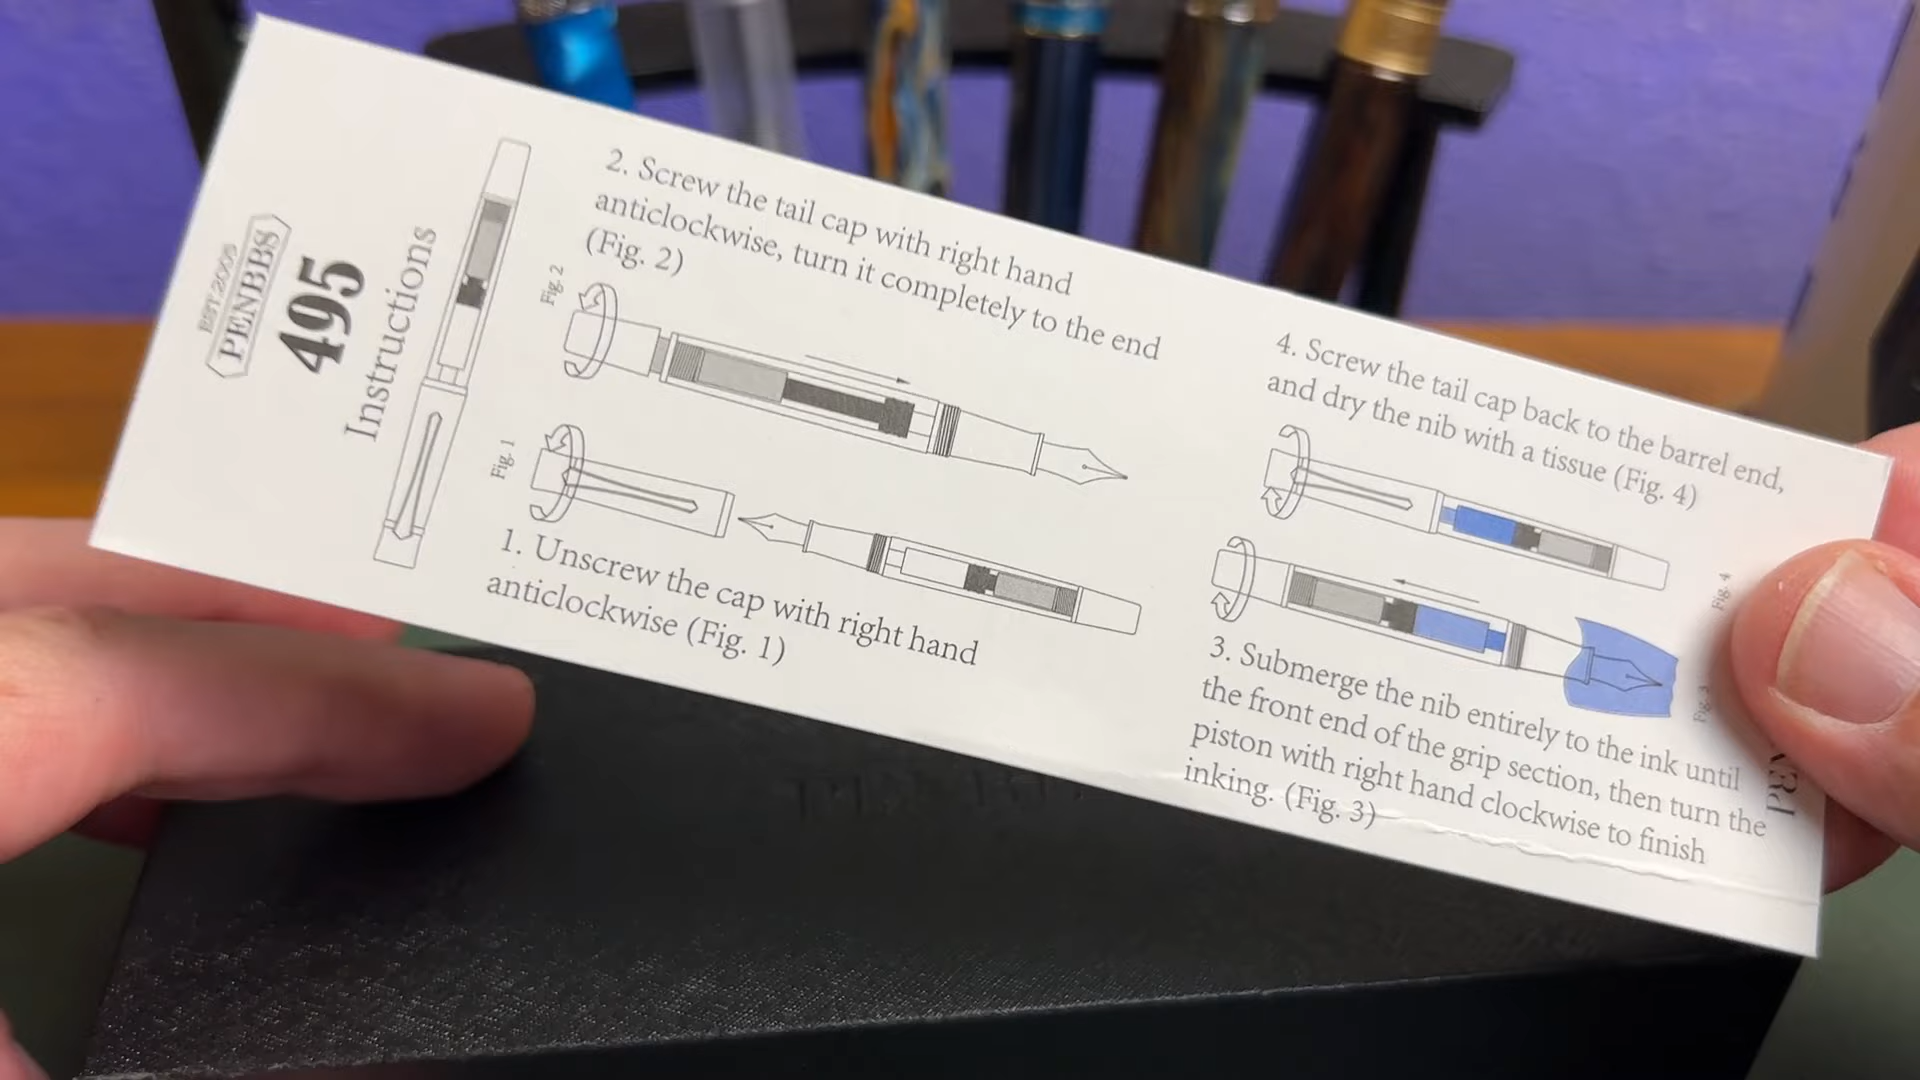 EST 2005
PENBBS
495
Instructions
Fig. 1
1. Unscrew the cap with right hand
anticlockwise (Fig. 1)
2. Screw the tail cap with right hand
anticlockwise, turn it completely to the end
(Fig. 2)
Fig. 2
3. Submerge the nib entirely to the ink until
the front end of the grip section, then turn the
piston with right hand clockwise to finish
inking. (Fig. 3)
Fig. 3
4. Screw the tail cap back to the barrel end,
and dry the nib with a tissue (Fig. 4)
Fig. 4